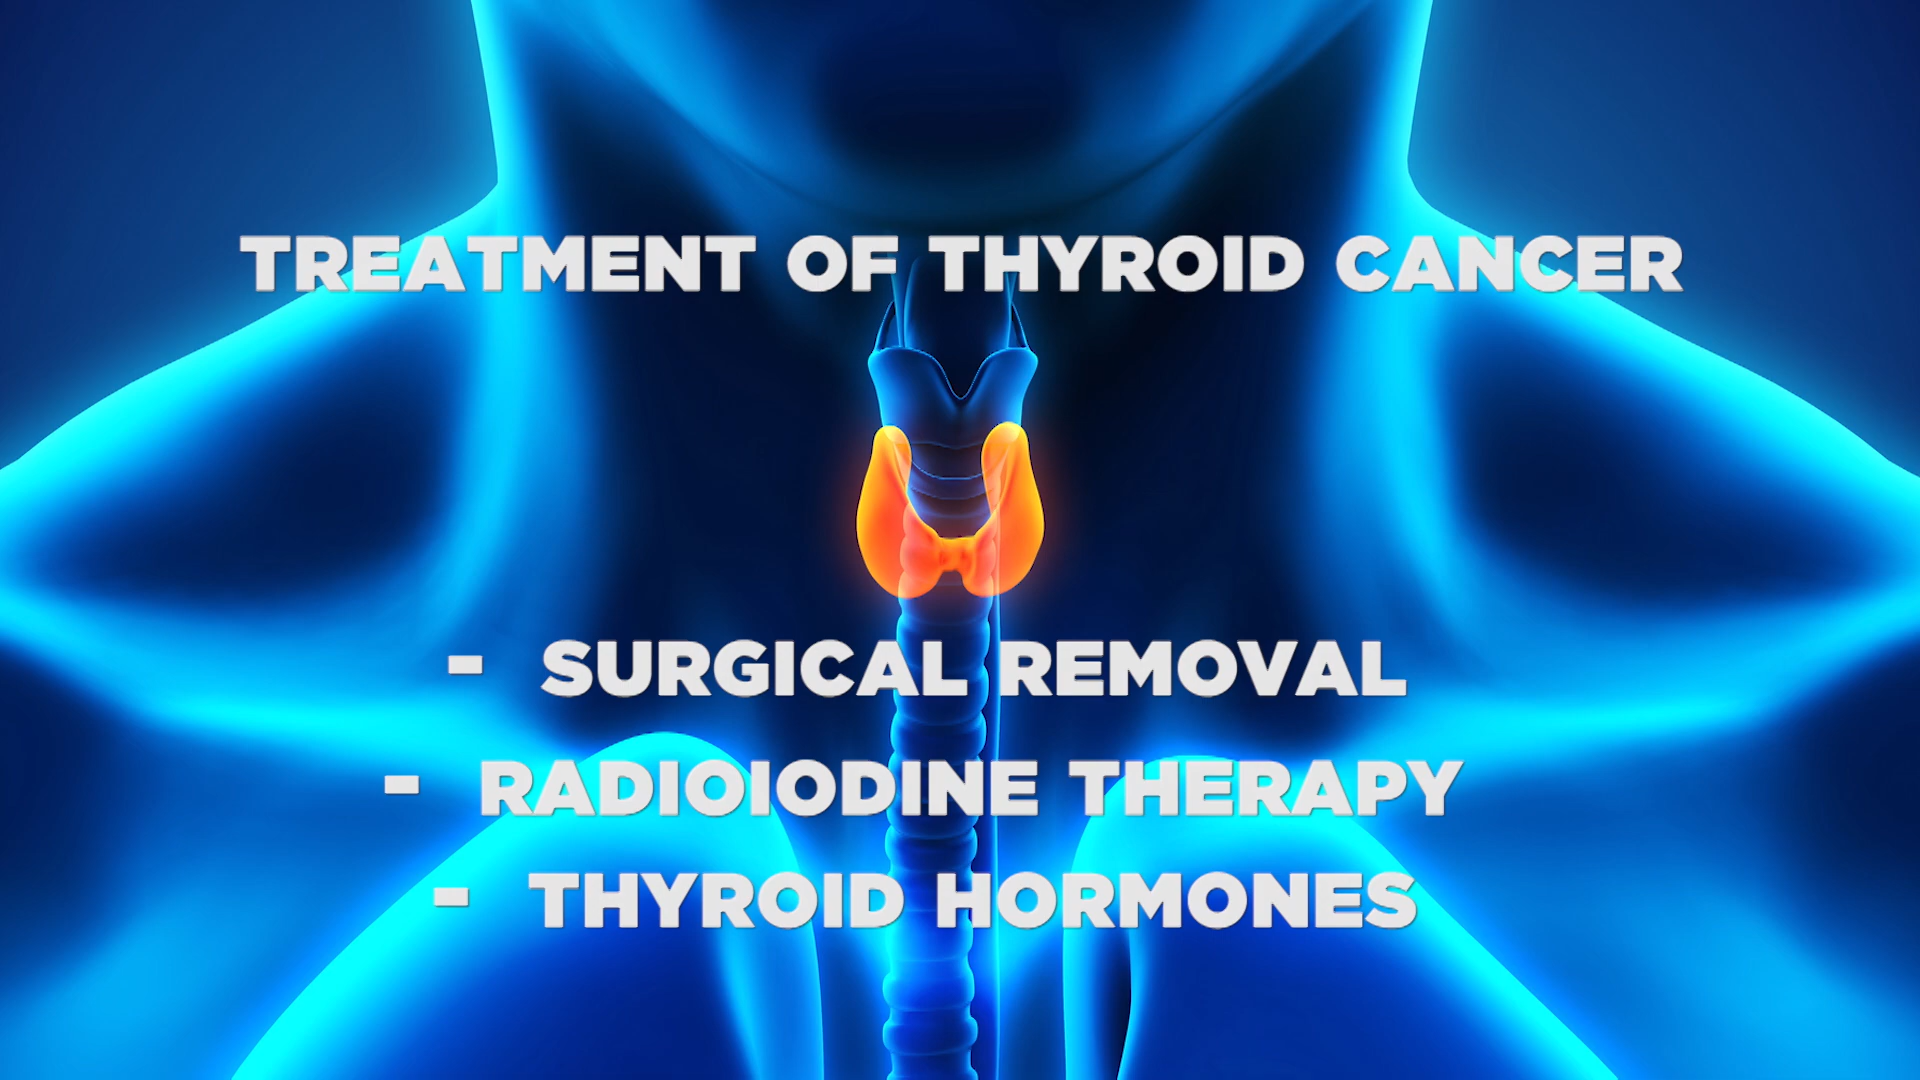 TREATMENT OF THYROID CANCER
- SURGICAL REMOVAL
- RADIOIODINE THERAPY
- THYROID HORMONES